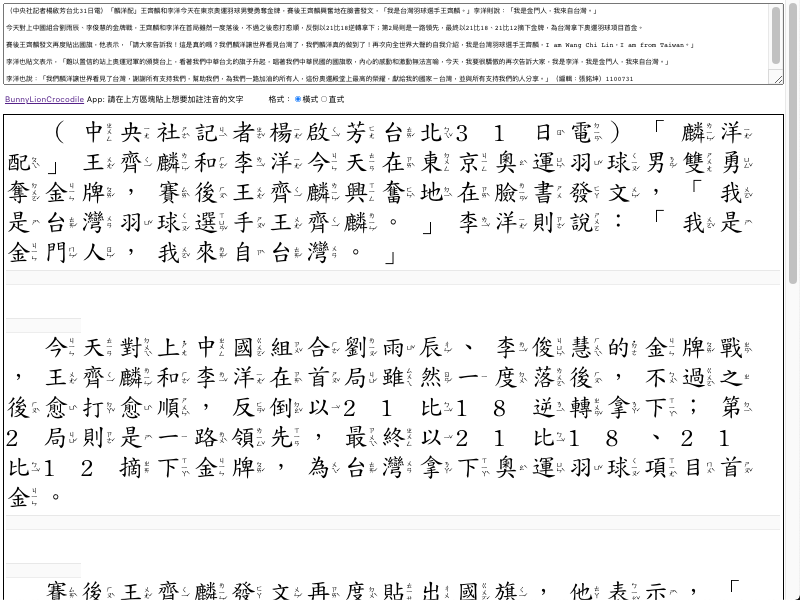 （中央社記者楊啟芳台北31日電）「麟洋配」王齊麟和李洋今天在東京奧運羽球男雙勇奪金牌，賽後王齊麟興奮地在臉書發文，「我是台灣羽球選手王齊麟。」李洋則說：「我是金門人，我來自台灣。」
今天對上中國組合劉雨辰、李俊慧的金牌戰，王齊麟和李洋在首局雖然一度落後，不過之後愈打愈順，反倒以21比18逆轉拿下；第2局則是一路領先，最終以21比18、21比12摘下金牌，為台灣拿下奧運羽球項目首金。
賽後王齊麟發文再度貼出國旗，他表示，「請大家告訴我！這是真的嗎？我們麟洋讓世界看見台灣了，我們麟洋真的做到了！再次向全世界大聲的自我介紹，我是台灣羽球選手王齊麟，I am Wang Chi Lin，I am from Taiwan。」
李洋也貼文表示，「難以置信的站上奧運冠軍的頒獎台上，看著我們中華台北的旗子升起，唱著我們中華民國的國旗歌，內心的感動和激動無法言喻，今天，我要很驕傲的再次告訴大家，我是李洋，我是金門人，我來自台灣。」
李洋也說：「我們麟洋讓世界看見了台灣，謝謝所有支持我們，幫助我們，為我們一路加油的所有人，這份奧運殿堂上最高的榮耀，獻給我的國家－台灣，並與所有支持我們的人分享。」（編輯：張銘坤）1100731
BunnyLionCrocodile App: 請在上方區塊貼上想要加註注音的文字 格式： 橫式 直式
（中央社記者楊啟芳台北31日電）「麟洋
配」王齊麟和李洋今天在東京奧運羽球男雙勇
奪金牌，賽後王齊麟興奮地在臉書發文，「我
是台灣羽球選手王齊麟。」李洋則說：「我是
金門人，我來自台灣。」
今天對上中國組合劉雨辰、李俊慧的金牌戰
，王齊麟和李洋在首局雖然一度落後，不過之
後愈打愈順，反倒以21比18逆轉拿下；第
2局則是一路領先，最終以21比18、21
比12摘下金牌，為台灣拿下奧運羽球項目首
金。
賽後王齊麟發文再度貼出國旗，他表示，「